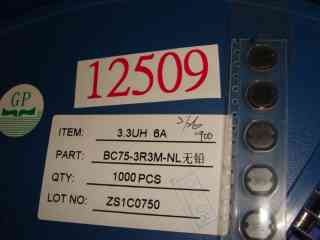 12509
GP
ITEM: 3.3UH 6A
PART: BC75-3R3M-NL无铅
QTY: 1000 PCS
LOT NO: ZS1C0750